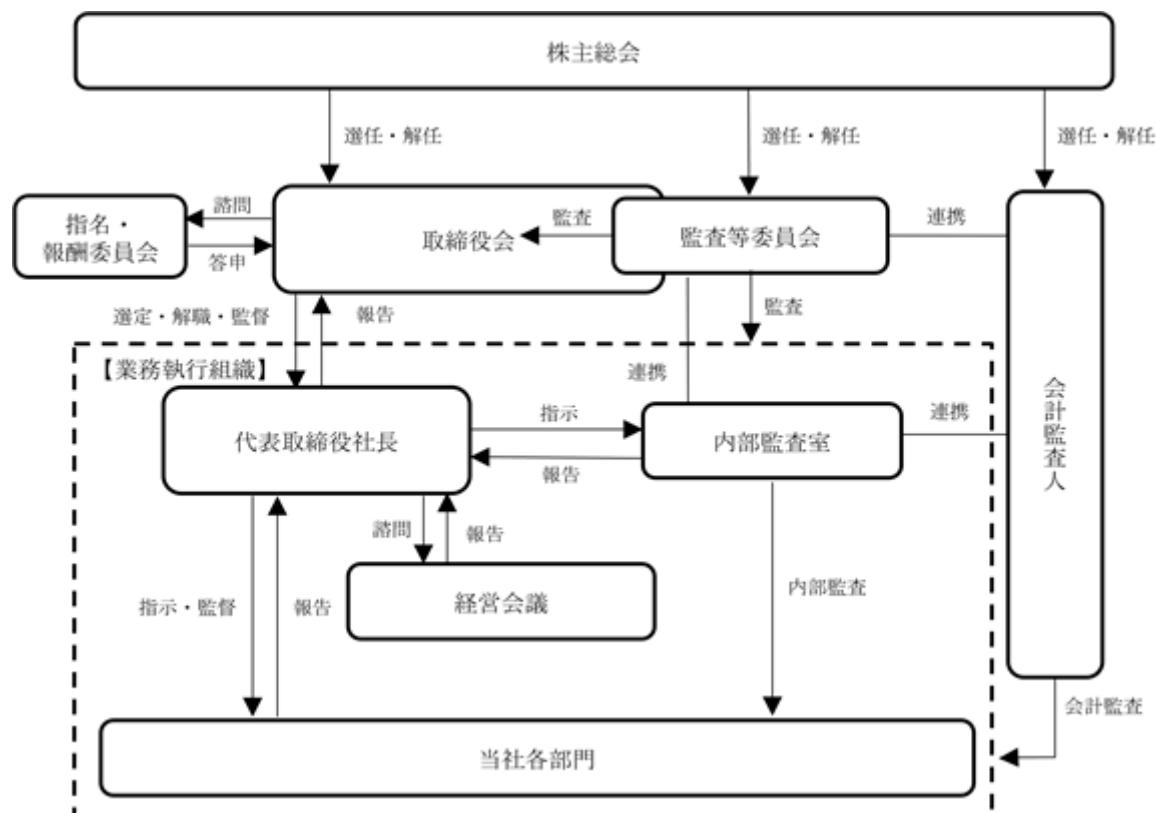 株主総会
選任・解任
選任・解任
選任・解任
指名・
報酬委員会
諮問
答申
取締役会
監査
監査等委員会
連携
選定・解職・監督
報告
監査
【業務執行組織】
連携
代表取締役社長
指示
報告
内部監査室
連携
会計監査人
諮問
報告
経営会議
指示・監督
報告
内部監査
会計監査
当社各部門